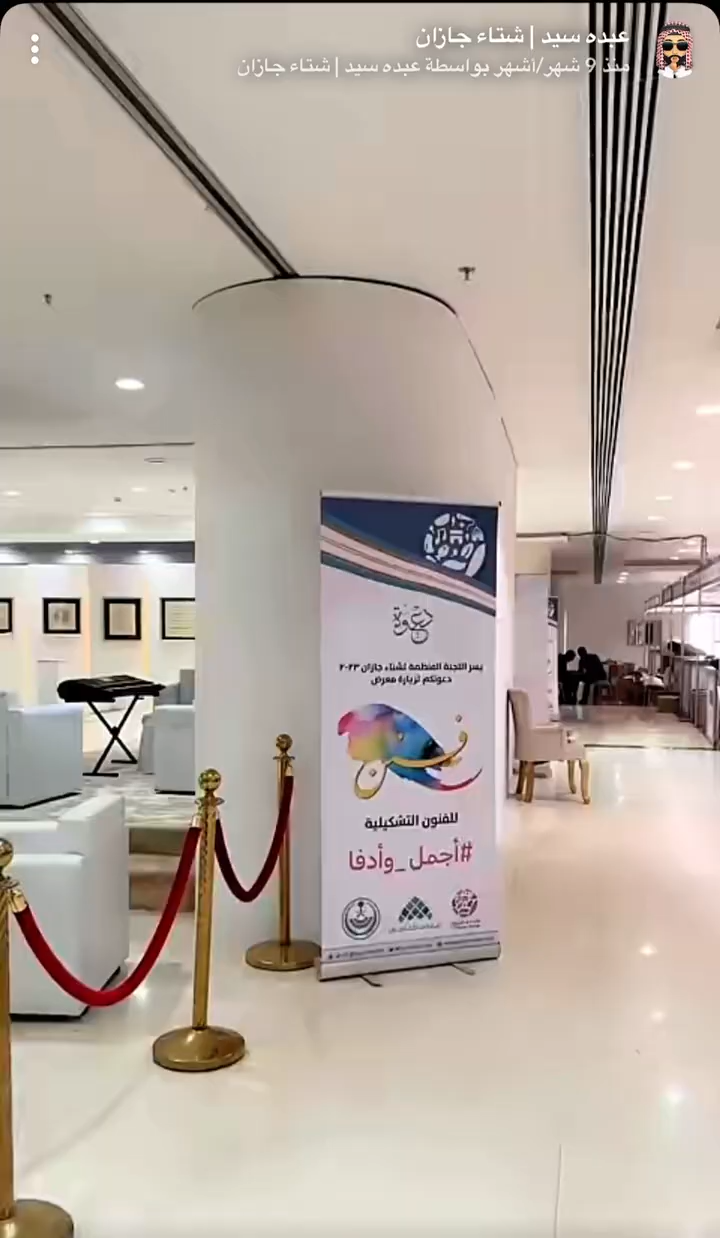 عبده سيد | شتاء جازان
منذ 9 شهر/أشهر بواسطة عبده سيد | شتاء جازان
دعوة
يسر اللجنة المنظمة لشتاء جازان ٢٠٢٣
دعوتكم لزيارة معرض
فن
للفنون التشكيلية
#أجمل_وأدفا